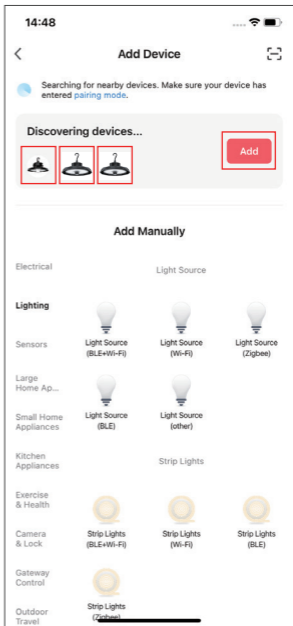 14:48
Add Device
Searching for nearby devices. Make sure your device has
entered pairing mode.
Discovering devices...
Add
Add Manually
Electrical
Light Source
Lighting
Sensors
Light Source
(BLE+Wi-Fi)
Light Source
(Wi-Fi)
Light Source
(Zigbee)
Large
Home Ap...
Small Home
Appliances
Light Source
(BLE)
Light Source
(other)
Kitchen
Appliances
Strip Lights
Exercise
& Health
Camera
& Lock
Strip Lights
(BLE+Wi-Fi)
Strip Lights
(Wi-Fi)
Strip Lights
(BLE)
Gateway
Control
Outdoor
Travel
Strip Lights
(Zigbee)